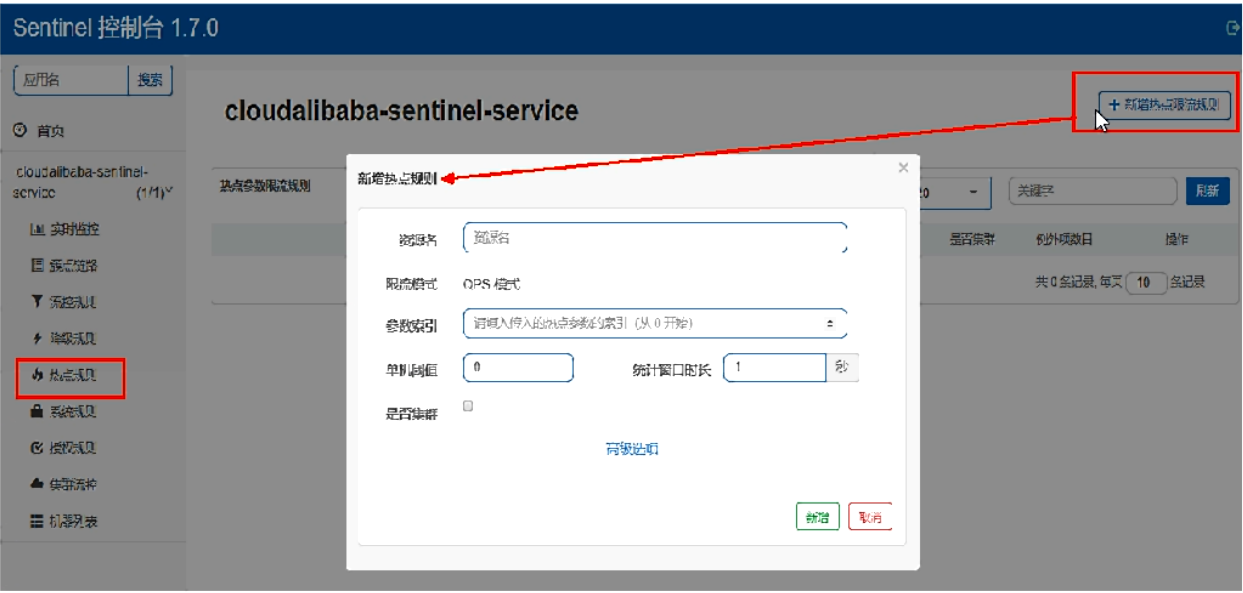 Sentinel 控制台 1.7.0
应用名 搜索
首页
cloudalibaba-sentinel-service (1/1)
实时监控
簇点链路
流控规则
降级规则
热点规则
系统规则
授权规则
集群流控
机器列表
cloudalibaba-sentinel-service
+ 新增热点限流规则
热点参数限流规则
关键字 刷新
是否集群 例外项数目 操作
共 0 条记录, 每页 10 条记录
新增热点规则 ×
资源名 资源名
限流模式 QPS 模式
参数索引 请填入传入的热点参数的索引（从 0 开始）
单机阈值 0 统计窗口时长 1 秒
是否集群
高级选项
新增 取消